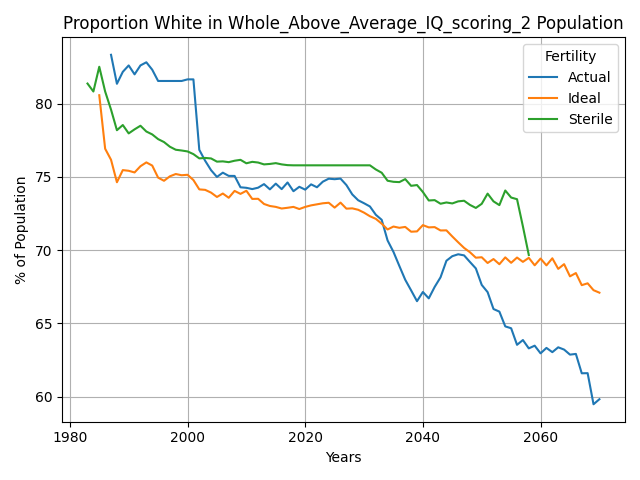 Proportion White in Whole_Above_Average_IQ_scoring_2 Population
Fertility
Actual
Ideal
Sterile
% of Population
80
75
70
65
60
1980
2000
2020
2040
2060
Years